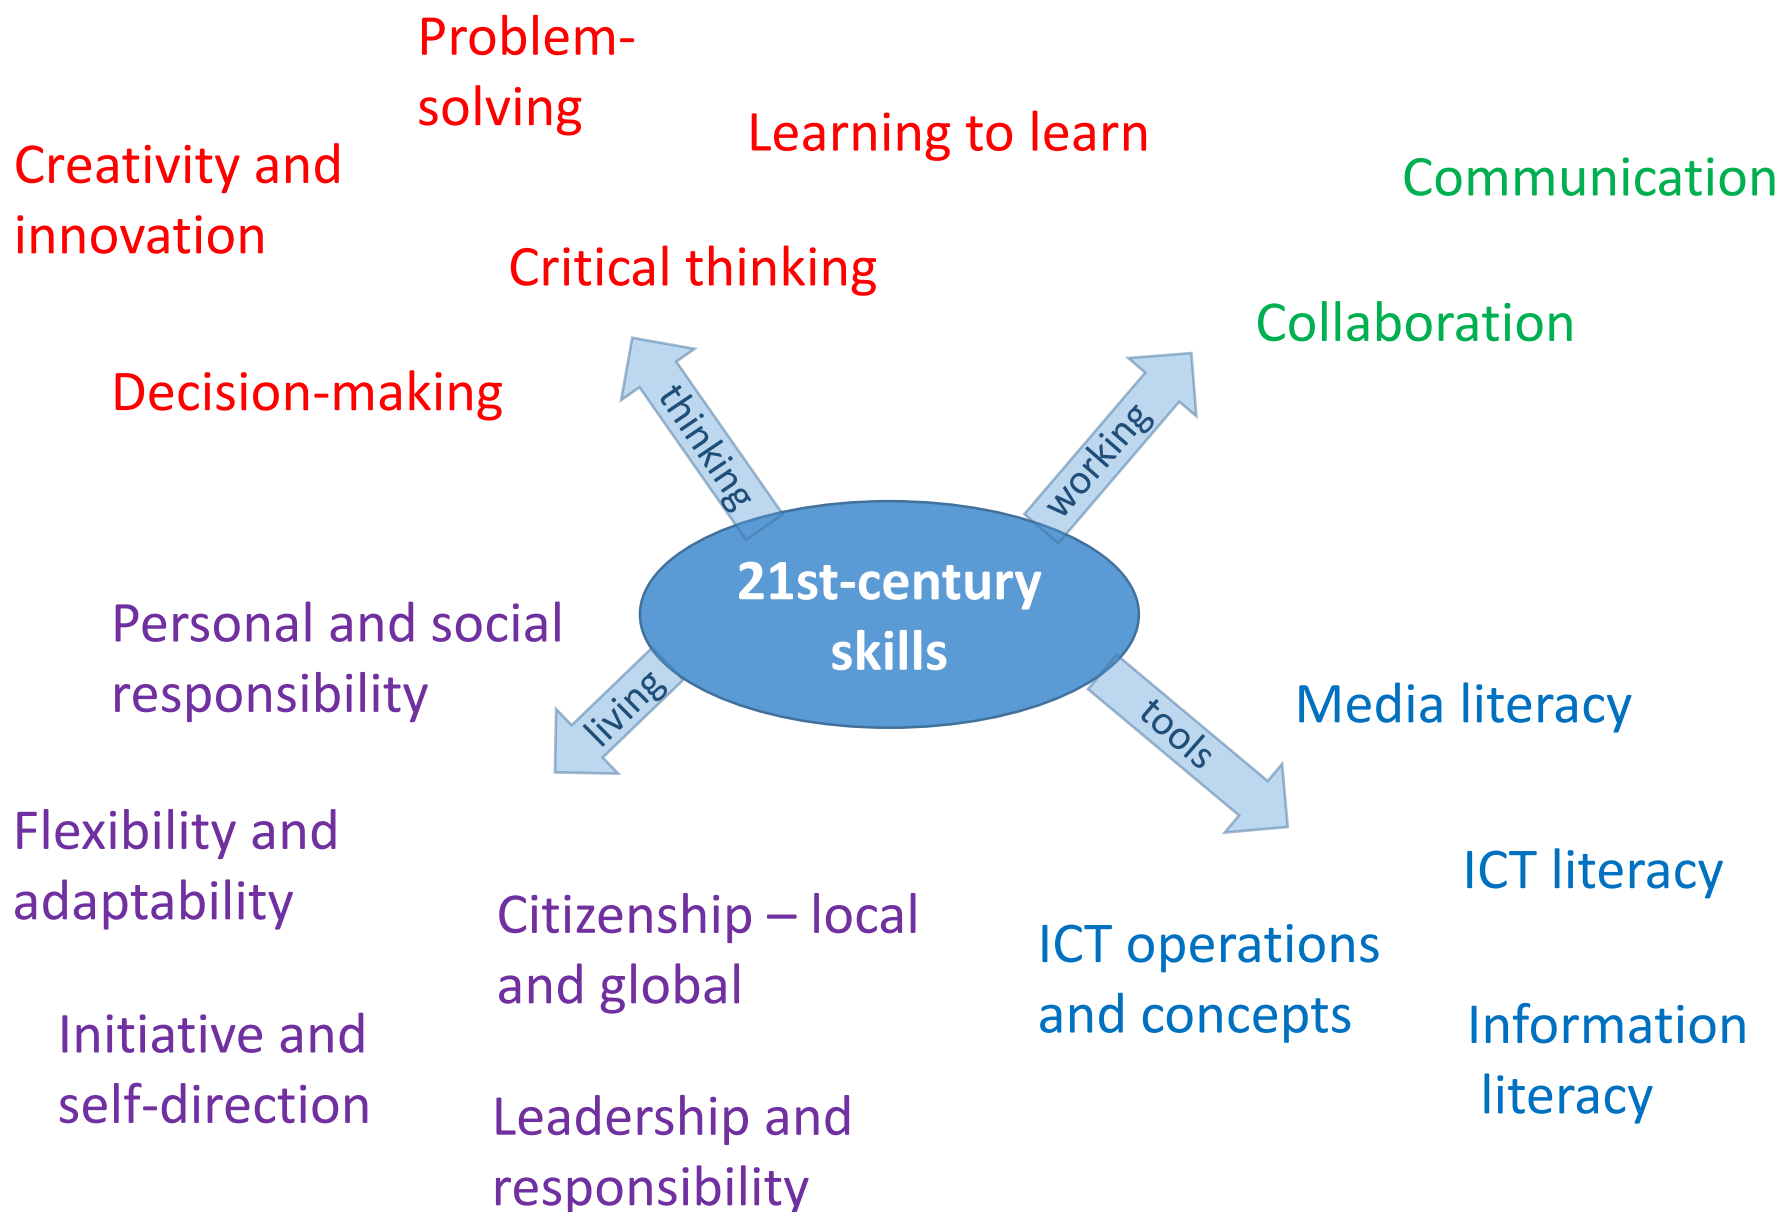 Problem-
solving
Learning to learn
Creativity and
innovation
Critical thinking
Decision-making
Communication
Collaboration
thinking
working
21st-century
skills
living
tools
Personal and social
responsibility
Flexibility and
adaptability
Citizenship – local
and global
Initiative and
self-direction
Leadership and
responsibility
Media literacy
ICT literacy
ICT operations
and concepts
Information
literacy